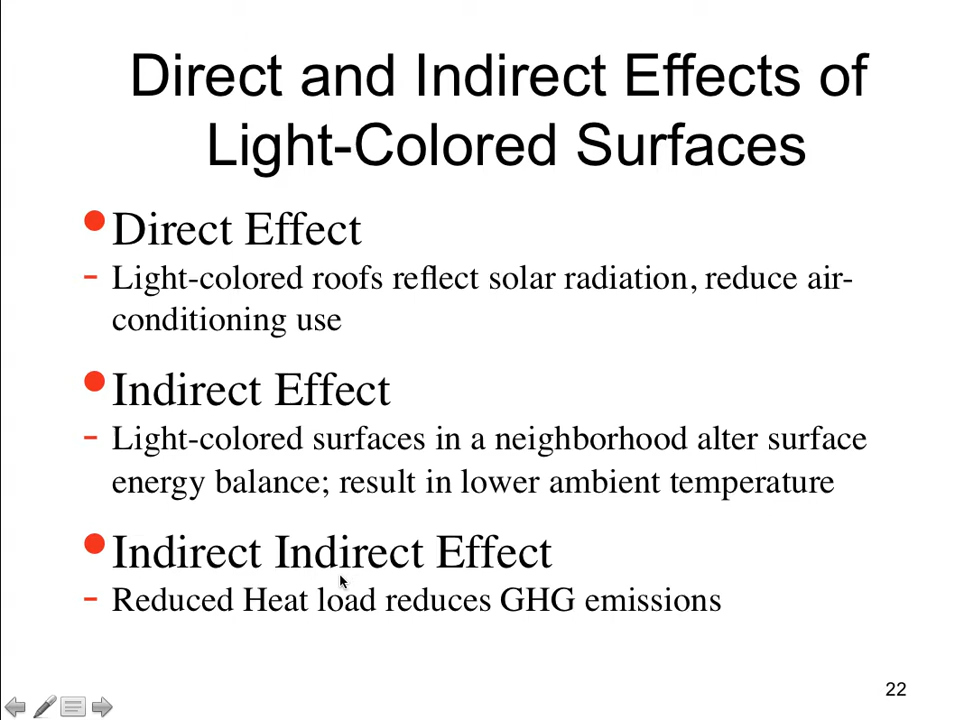 Direct and Indirect Effects of
Light-Colored Surfaces
• Direct Effect
- Light-colored roofs reflect solar radiation, reduce air-
conditioning use
• Indirect Effect
- Light-colored surfaces in a neighborhood alter surface
energy balance; result in lower ambient temperature
• Indirect Indirect Effect
- Reduced Heat load reduces GHG emissions
22